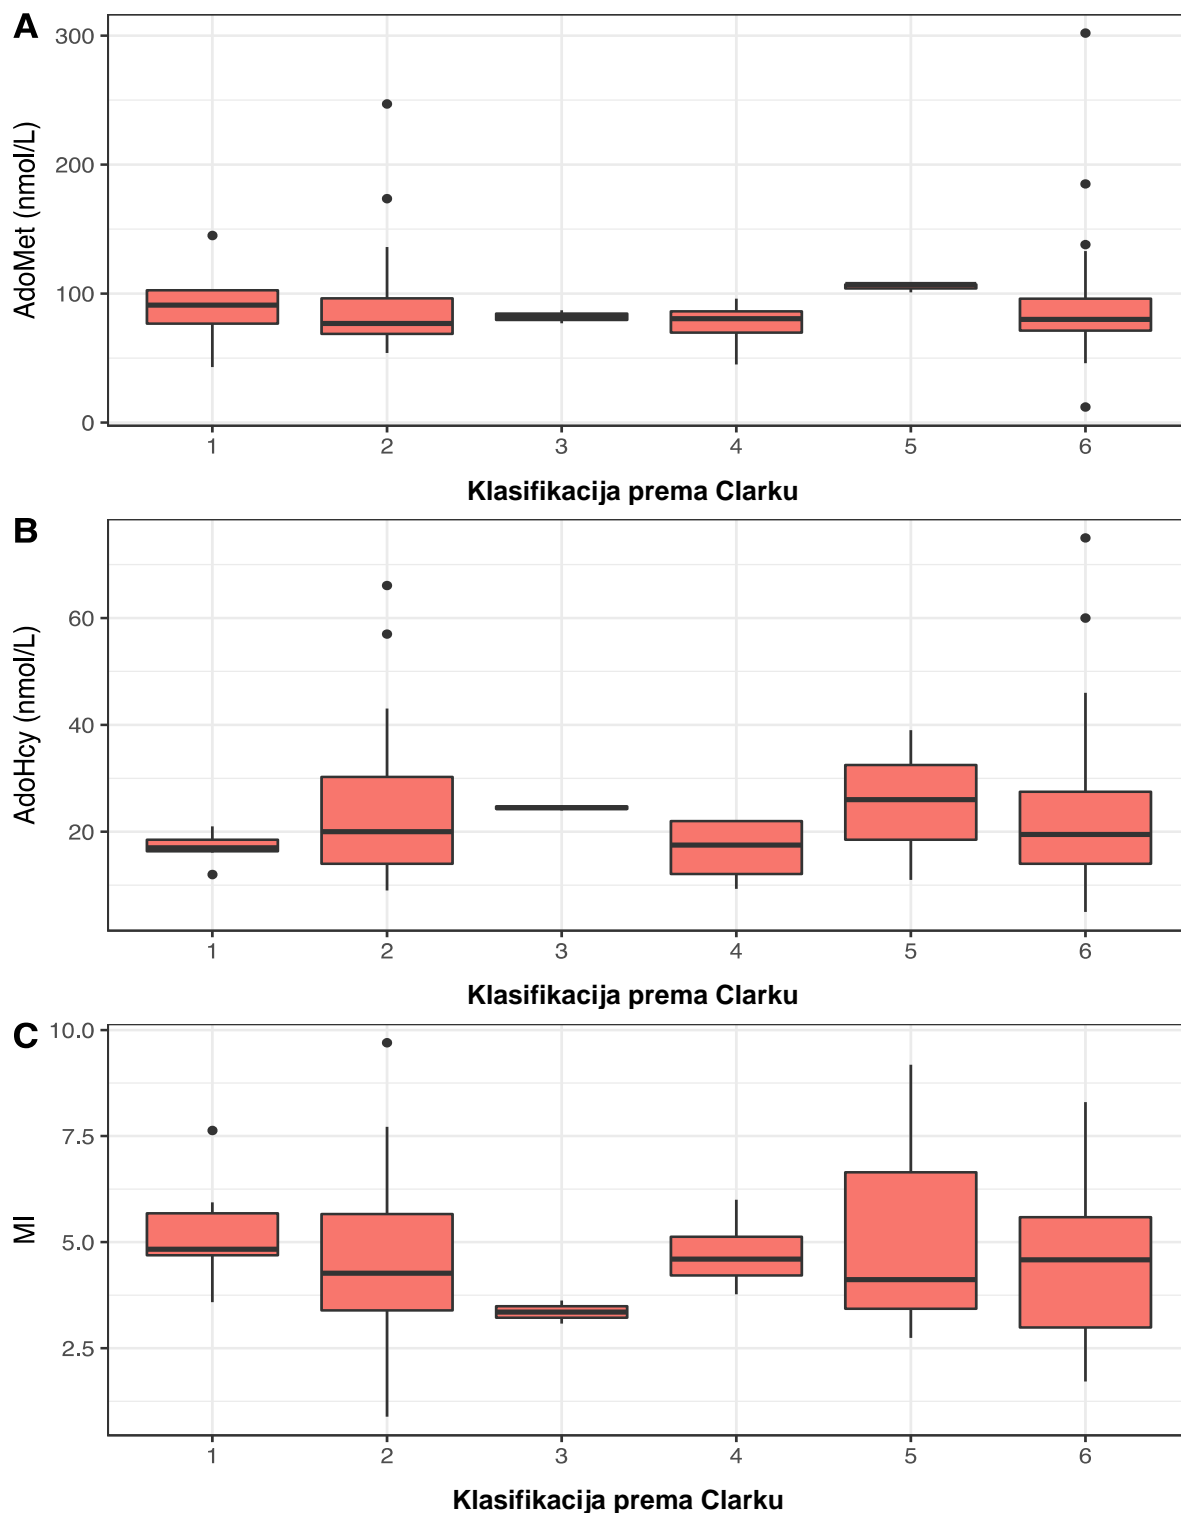 A
AdoMet (nmol/L)
300
200
100
0
1 2 3 4 5 6
Klasifikacija prema Clarku
B
AdoHcy (nmol/L)
60
40
20
1 2 3 4 5 6
Klasifikacija prema Clarku
C
MI
10.0
7.5
5.0
2.5
1 2 3 4 5 6
Klasifikacija prema Clarku